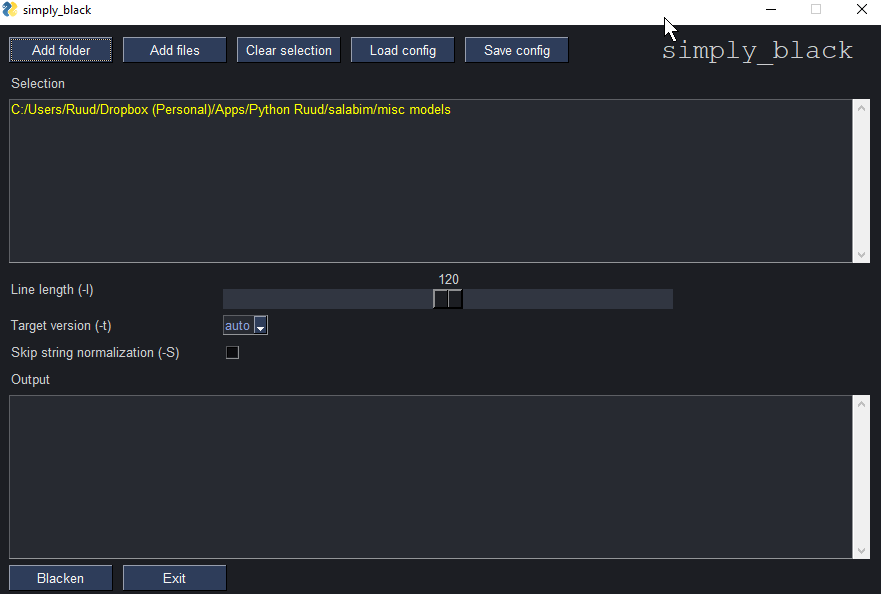 simply_black
Add folder Add files Clear selection Load config Save config simply_black
Selection
C:/Users/Ruud/Dropbox (Personal)/Apps/Python Ruud/salabim/misc models
120
Line length (-l)
Target version (-t) auto
Skip string normalization (-S)
Output
Blacken Exit